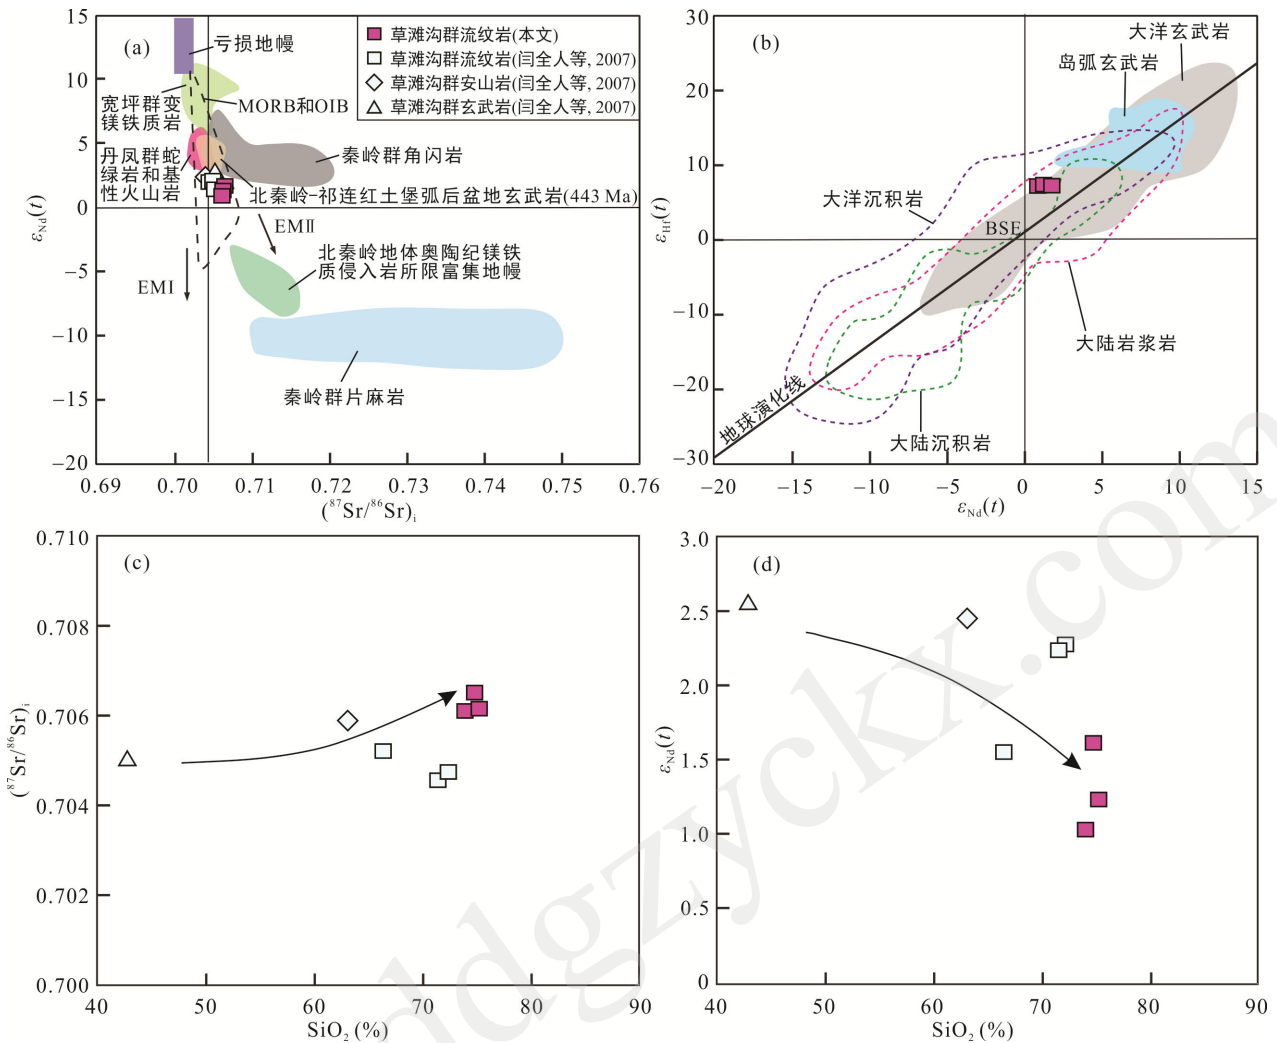 (a)
亏损地幔
宽坪群变
镁铁质岩
MORB和OIB
丹凤群蛇
绿岩和基
性火山岩
秦岭群角闪岩
北秦岭-祁连红土堡弧后盆地玄武岩(443 Ma)
EMII
北秦岭地体奥陶纪镁铁
质侵入岩所限富集地幔
EMI
秦岭群片麻岩
草滩沟群流纹岩(本文)
草滩沟群流纹岩(闫全人等, 2007)
草滩沟群安山岩(闫全人等, 2007)
草滩沟群玄武岩(闫全人等, 2007)
15
10
5
0
−5
−10
−15
−20
εNd(t)
0.69 0.70 0.71 0.72 0.73 0.74 0.75 0.76
(⁸⁷Sr/⁸⁶Sr)i
(b)
大洋玄武岩
岛弧玄武岩
大洋沉积岩
BSE
大陆岩浆岩
大陆沉积岩
地球演化线
30
20
10
0
−10
−20
−30
εHf(t)
−20 −15 −10 −5 0 5 10 15
εNd(t)
(c)
0.710
0.708
0.706
0.704
0.702
0.700
(⁸⁷Sr/⁸⁶Sr)i
40 50 60 70 80 90
SiO₂(%)
(d)
3.0
2.5
2.0
1.5
1.0
0.5
0
εNd(t)
40 50 60 70 80 90
SiO₂(%)
ddgzyckx.com